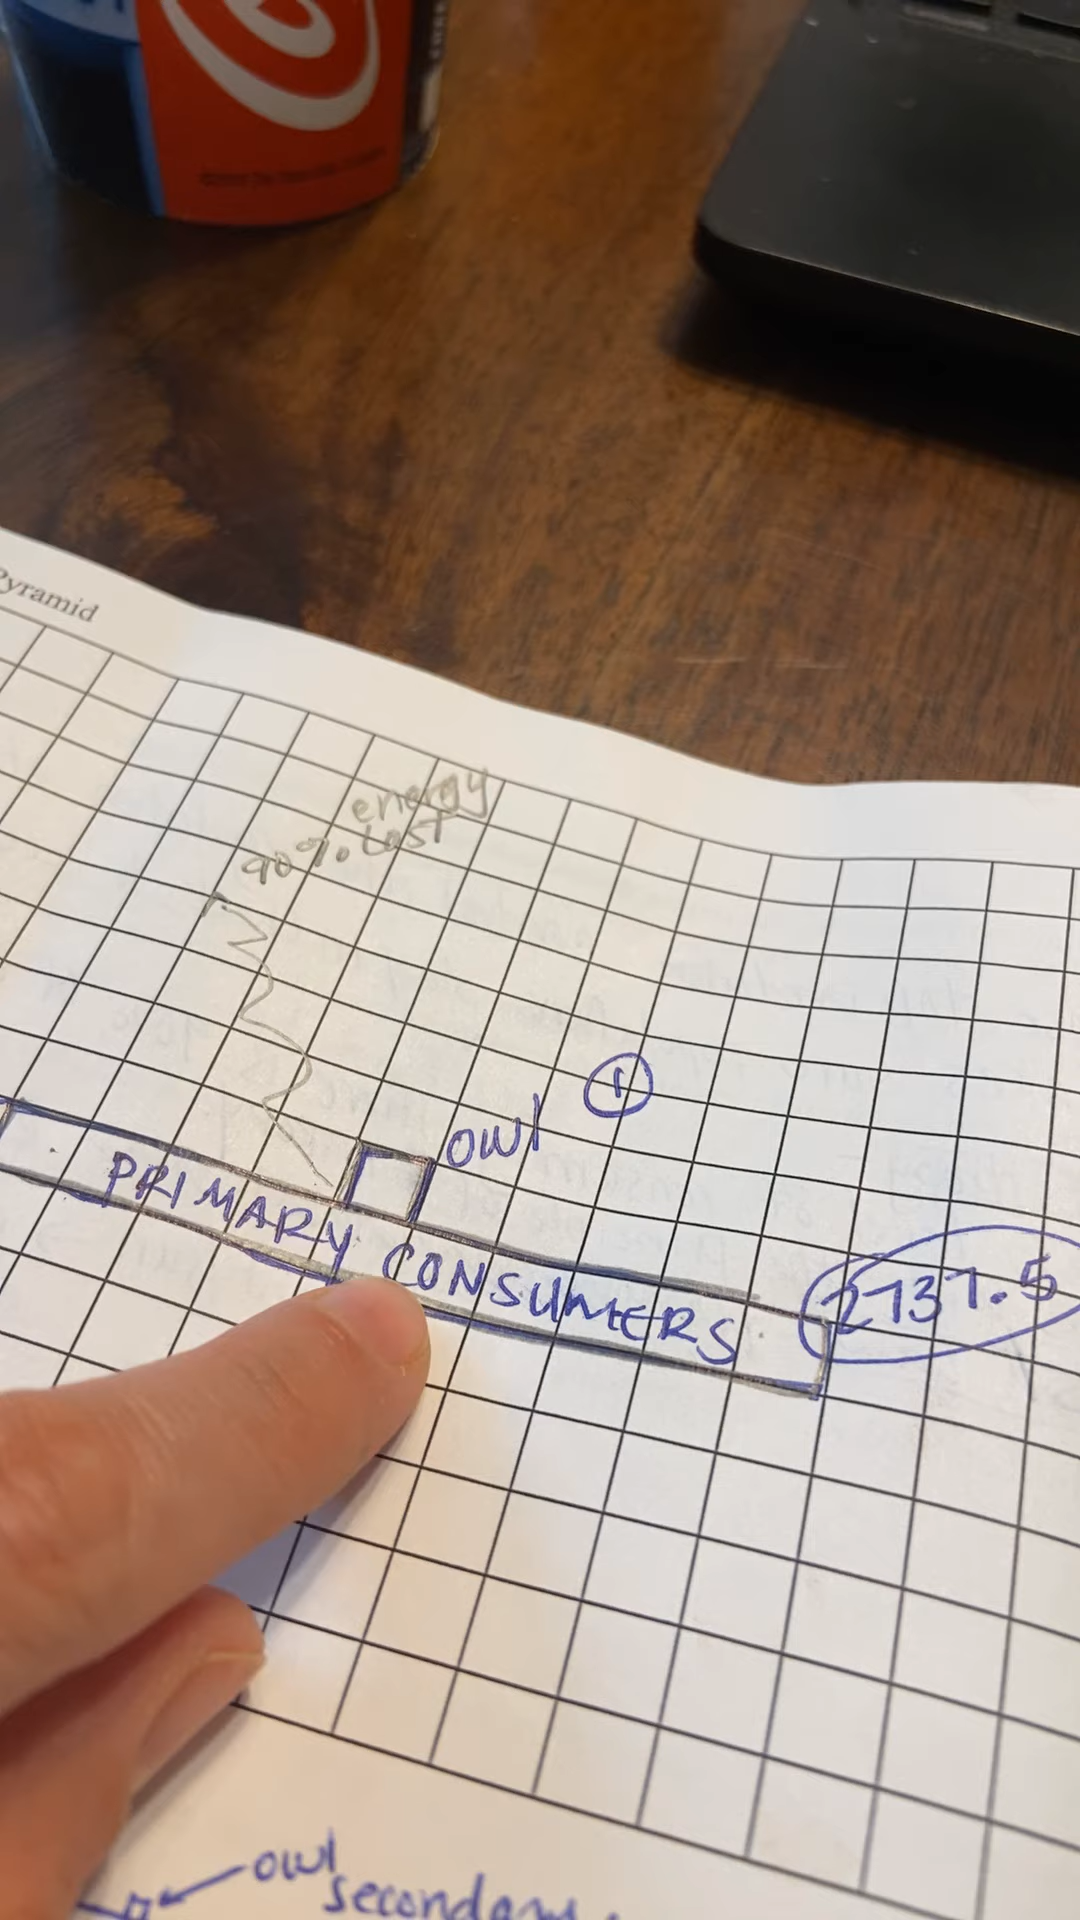 Pyramid
energy
90% Lost
owl
1
PRIMARY CONSUMERS
2737.5
owl
secondary